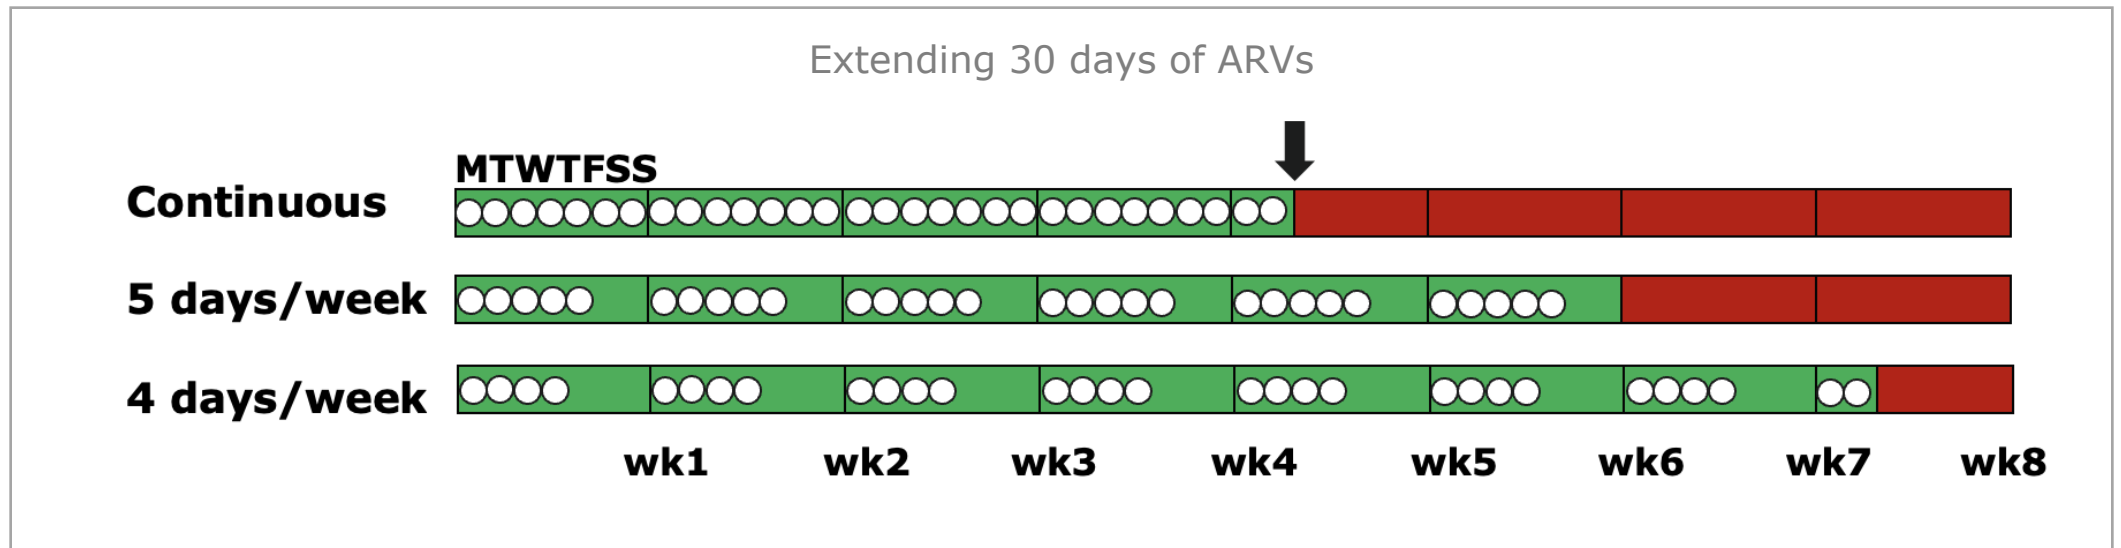 Extending 30 days of ARVs
MTWTFSS
Continuous
5 days/week
4 days/week
wk1 wk2 wk3 wk4 wk5 wk6 wk7 wk8